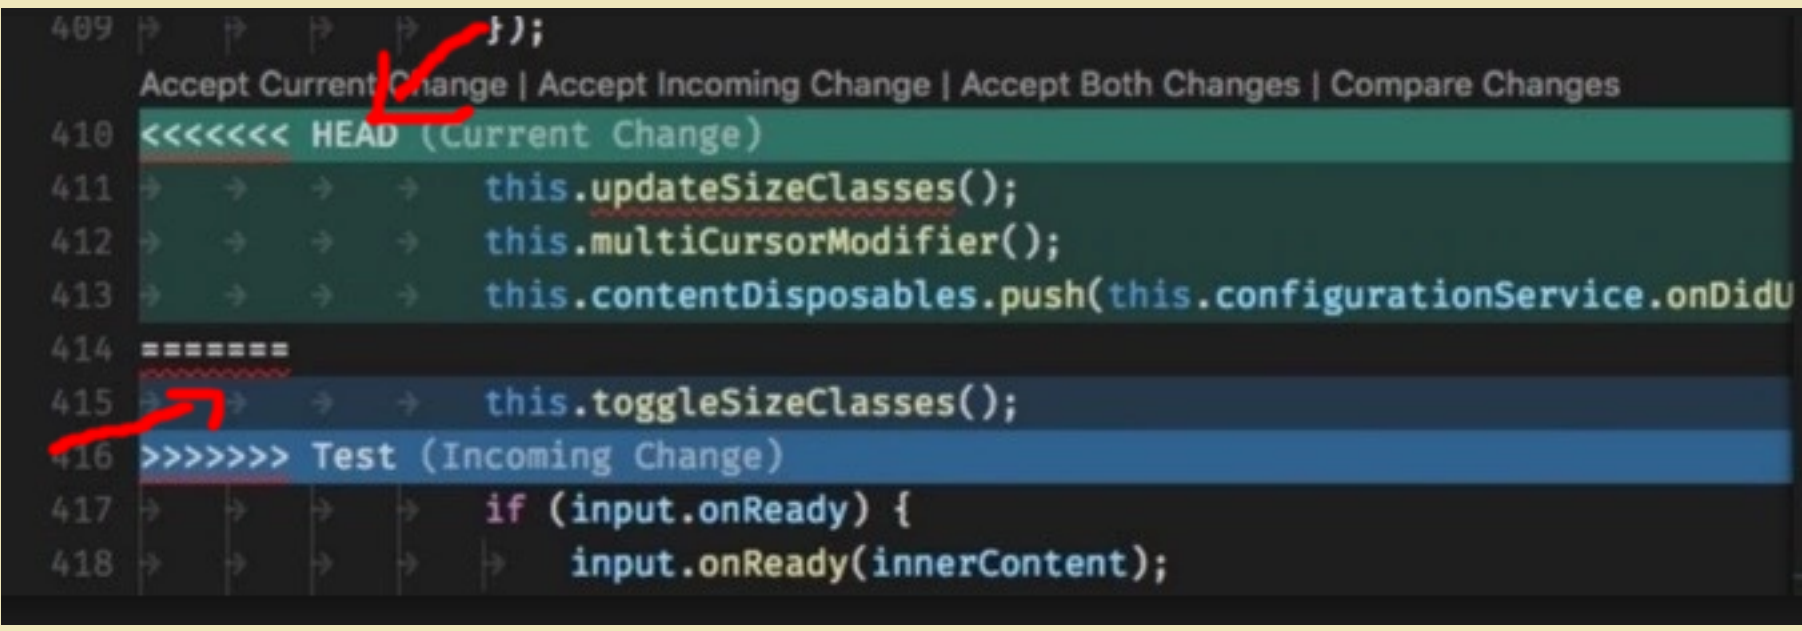 409 });
Accept Current Change | Accept Incoming Change | Accept Both Changes | Compare Changes
410 <<<<<<< HEAD (Current Change)
411 this.updateSizeClasses();
412 this.multiCursorModifier();
413 this.contentDisposables.push(this.configurationService.onDidU
414 =======
415 this.toggleSizeClasses();
416 >>>>>>> Test (Incoming Change)
417 if (input.onReady) {
418 input.onReady(innerContent);